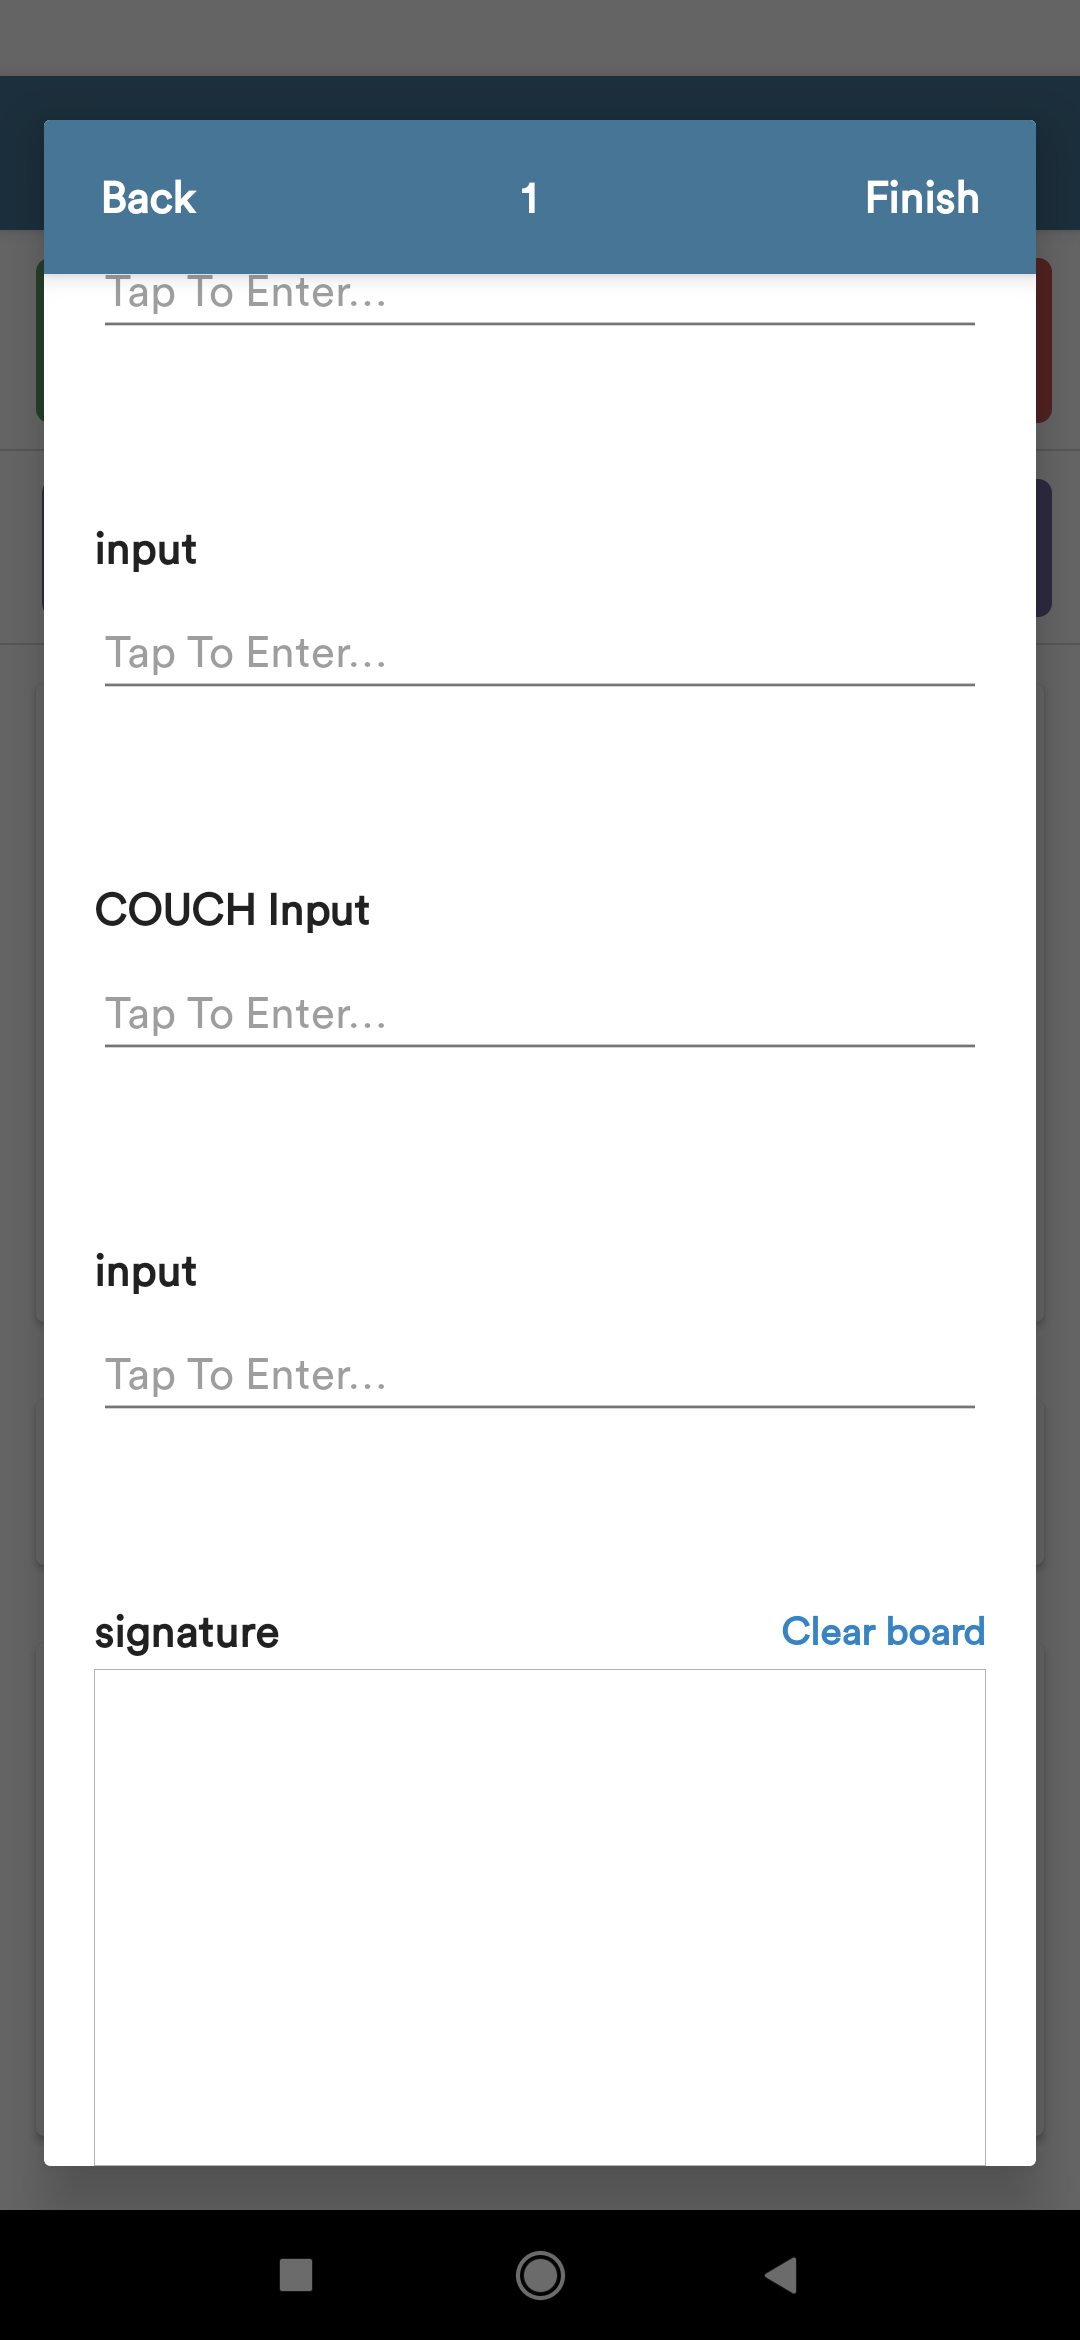 Back 1 Finish
Tap To Enter...
input
Tap To Enter...
COUCH Input
Tap To Enter...
input
Tap To Enter...
signature Clear board